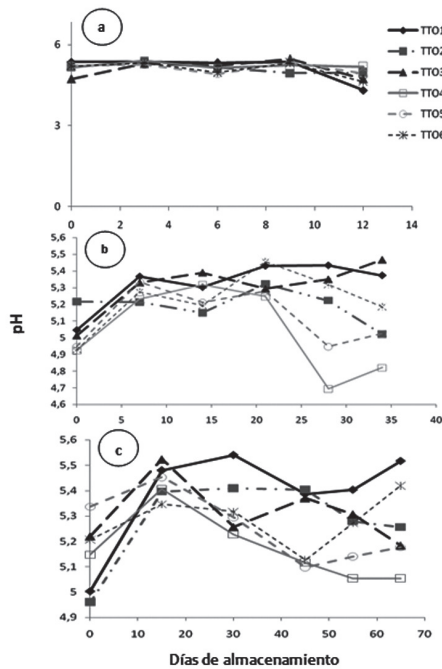 a
TTO1
TTO2
TTO3
TTO4
TTO5
TTO6
6
3
0
0 2 4 6 8 10 12 14
b
5,6
5,5
5,4
5,3
5,2
5,1
5
4,9
4,8
4,7
4,6
0 5 10 15 20 25 30 35 40
pH
c
5,6
5,5
5,4
5,3
5,2
5,1
5
4,9
0 10 20 30 40 50 60 70
Días de almacenamiento